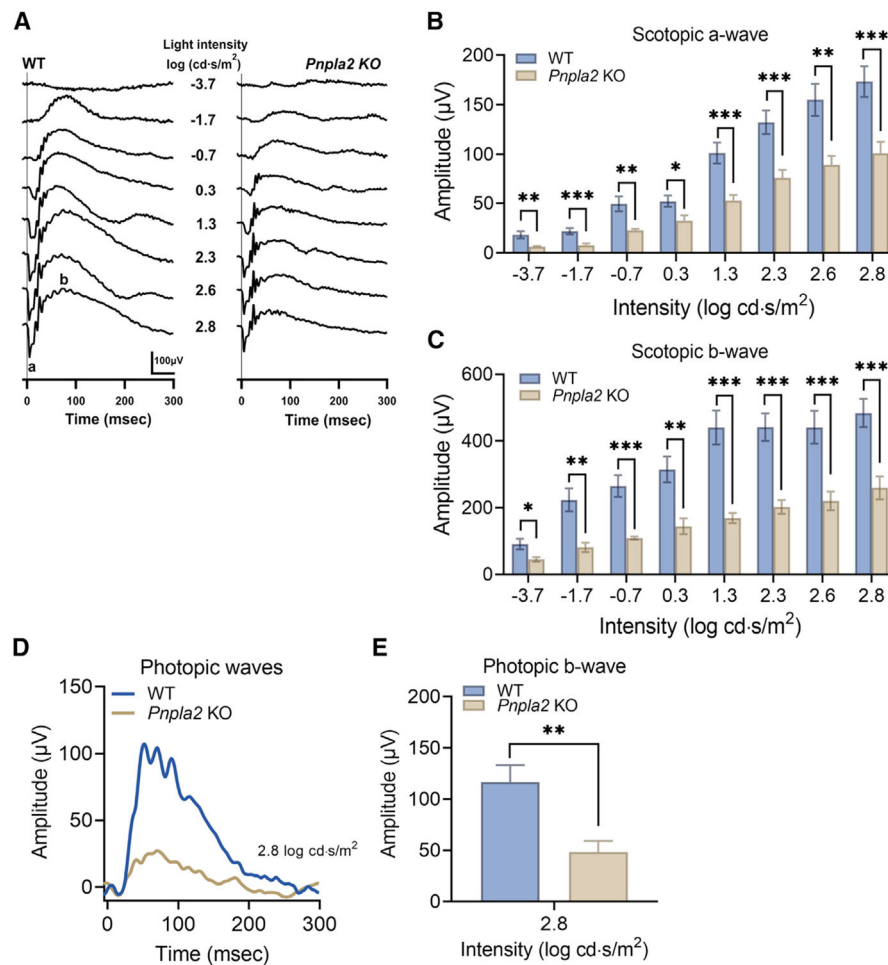 A
WT
Light intensity
log (cd·s/m²)
Pnpla2 KO
-3.7
-1.7
-0.7
0.3
1.3
2.3
2.6
2.8
b
a
100µV
0 100 200 300
Time (msec)
0 100 200 300
Time (msec)
B
Scotopic a-wave
WT
Pnpla2 KO
Amplitude (µV)
200
150
100
50
0
** *** ** * *** *** ** ***
-3.7 -1.7 -0.7 0.3 1.3 2.3 2.6 2.8
Intensity (log cd·s/m²)
C
Scotopic b-wave
WT
Pnpla2 KO
Amplitude (µV)
600
400
200
0
* ** *** ** *** *** *** ***
-3.7 -1.7 -0.7 0.3 1.3 2.3 2.6 2.8
Intensity (log cd·s/m²)
D
Photopic waves
WT
Pnpla2 KO
Amplitude (µV)
150
100
50
0
2.8 log cd·s/m²
0 100 200 300
Time (msec)
E
Photopic b-wave
WT
Pnpla2 KO
Amplitude (µV)
200
150
100
50
0
**
2.8
Intensity (log cd·s/m²)